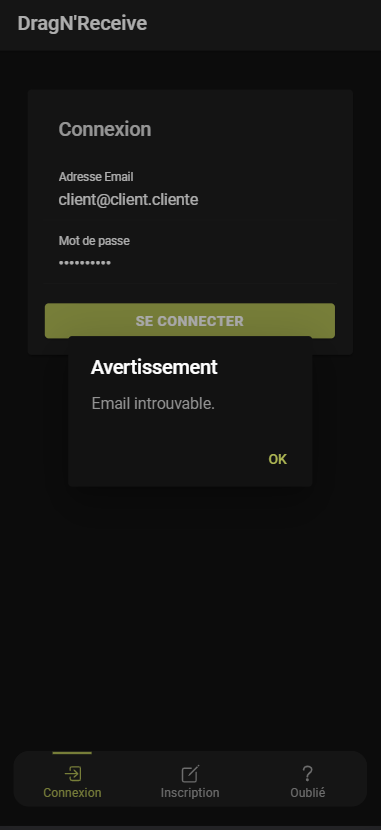 DragN'Receive
Connexion
Adresse Email
client@client.cliente
Mot de passe
••••••••••
SE CONNECTER
Avertissement
Email introuvable.
OK
Connexion
Inscription
Oublié